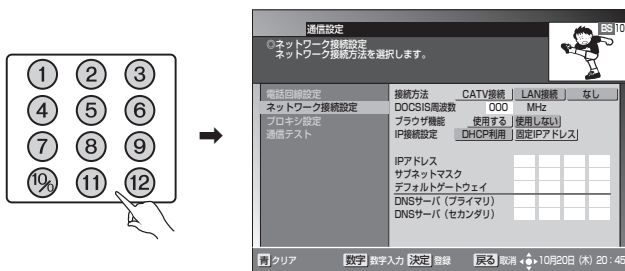 1 2 3
4 5 6
7 8 9
10/0 11 12
➡
通信設定
BS 10
◎ネットワーク接続設定
ネットワーク接続方法を選択します。
電話回線設定
ネットワーク接続設定
プロキシ設定
通信テスト
接続方法 CATV接続 LAN接続 なし
DOCSIS周波数 000 MHz
ブラウザ機能 使用する 使用しない
IP接続設定 DHCP利用 固定IPアドレス
IPアドレス
サブネットマスク
デフォルトゲートウェイ
DNSサーバ（プライマリ）
DNSサーバ（セカンダリ）
青 クリア 数字 数字入力 決定 登録 戻る 取消 10月20日（木）20：45